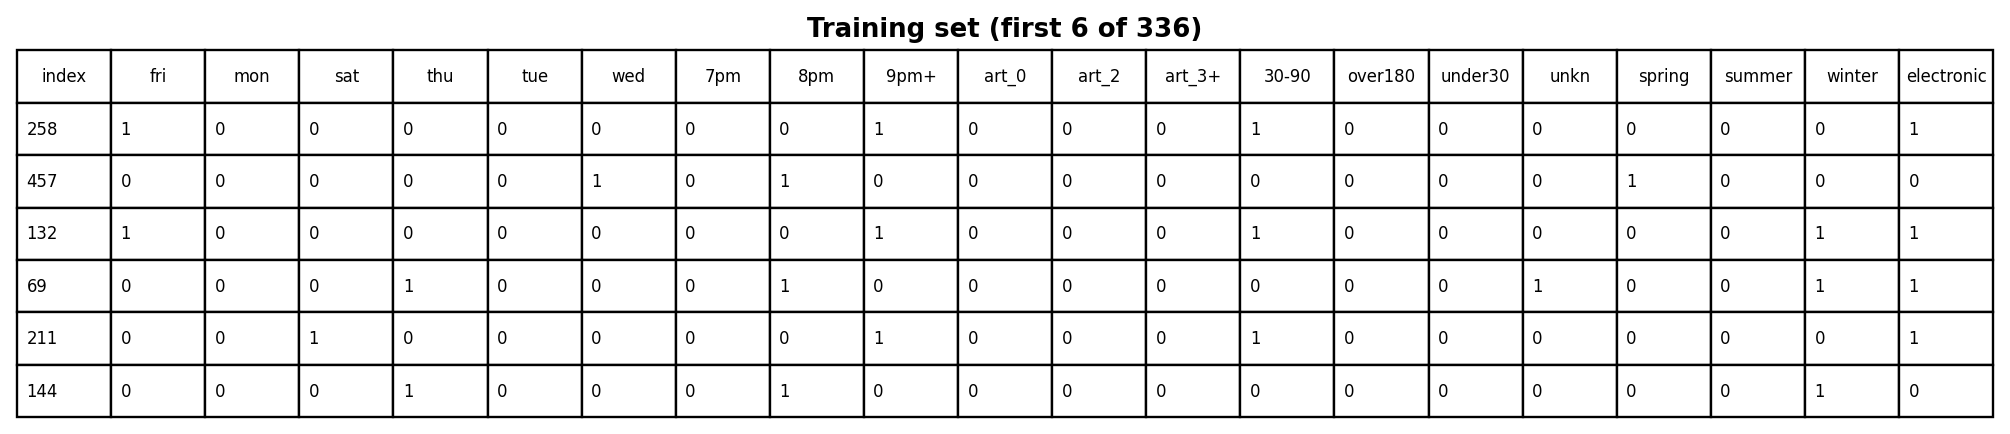 Training set (first 6 of 336)
index fri mon sat thu tue wed 7pm 8pm 9pm+ art_0 art_2 art_3+ 30-90 over180 under30 unkn spring summer winter electronic
258 1 0 0 0 0 0 0 0 1 0 0 0 1 0 0 0 0 0 0 1
457 0 0 0 0 0 1 0 1 0 0 0 0 0 0 0 0 1 0 0 0
132 1 0 0 0 0 0 0 0 1 0 0 0 1 0 0 0 0 0 1 1
69 0 0 0 1 0 0 0 1 0 0 0 0 0 0 0 1 0 0 1 1
211 0 0 1 0 0 0 0 0 1 0 0 0 1 0 0 0 0 0 0 1
144 0 0 0 1 0 0 0 1 0 0 0 0 0 0 0 0 0 0 1 0